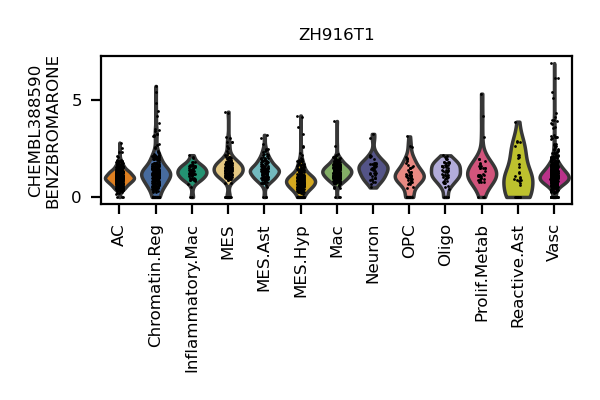 ZH916T1
CHEMBL388590
BENZBROMARONE
5
0
AC
Chromatin.Reg
Inflammatory.Mac
MES
MES.Ast
MES.Hyp
Mac
Neuron
OPC
Oligo
Prolif.Metab
Reactive.Ast
Vasc